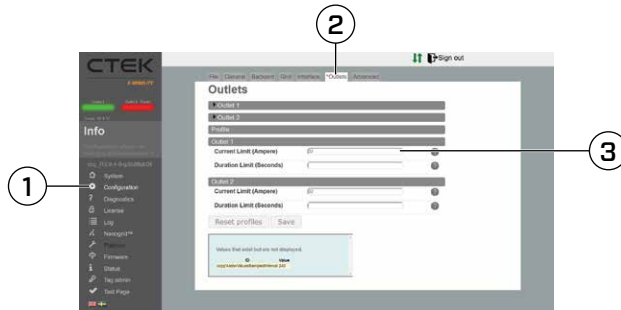 2
CTEK
Sign out
File General Backend Grid Interface *Outlets Advanced
Outlets
Outlet 1
Outlet 2
Profile
Outlet 1
Current Limit (Ampere)
Duration Limit (Seconds)
Outlet 2
Current Limit (Ampere)
Duration Limit (Seconds)
Reset profiles Save
Values that exist but are not displayed.
ID Value
Info
System
Configuration
Diagnostics
License
Log
Nanogrid™
Firmware
Status
Tag admin
Test Page
1
3